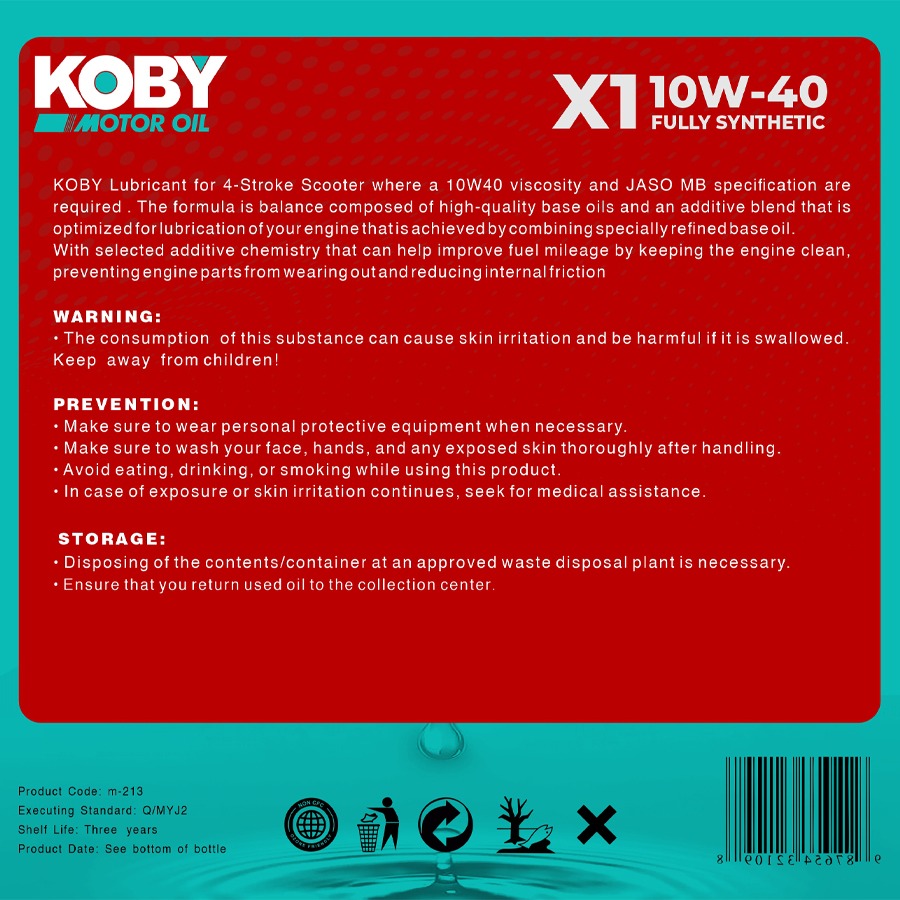 KOBY
MOTOR OIL
X1 10W-40
FULLY SYNTHETIC
KOBY Lubricant for 4-Stroke Scooter where a 10W40 viscosity and JASO MB specification are
required . The formula is balance composed of high-quality base oils and an additive blend that is
optimized for lubrication of your engine that is achieved by combining specially refined base oil.
With selected additive chemistry that can help improve fuel mileage by keeping the engine clean,
preventing engine parts from wearing out and reducing internal friction
WARNING:
• The consumption of this substance can cause skin irritation and be harmful if it is swallowed.
Keep away from children!
PREVENTION:
• Make sure to wear personal protective equipment when necessary.
• Make sure to wash your face, hands, and any exposed skin thoroughly after handling.
• Avoid eating, drinking, or smoking while using this product.
• In case of exposure or skin irritation continues, seek for medical assistance.
STORAGE:
• Disposing of the contents/container at an approved waste disposal plant is necessary.
• Ensure that you return used oil to the collection center.
Product Code: m-213
Executing Standard: Q/MYJ2
Shelf Life: Three years
Product Date: See bottom of bottle
NON CFC
OZONE FRIENDLY
9 87654 32109 8